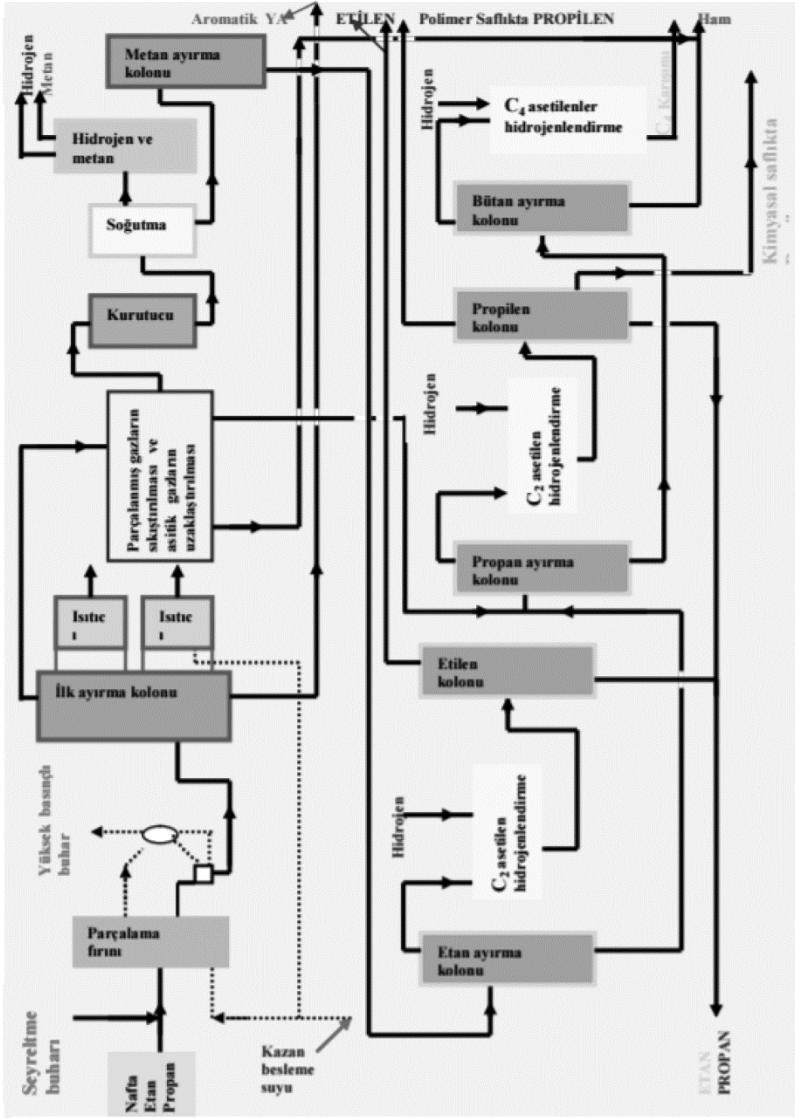 Aromatik YA
ETİLEN
Polimer Saflıkta PROPİLEN
Ham
Hidrojen
Metan
Metan ayırma
kolonu
Hidrojen ve
metan
Soğutma
Kurutucu
Parçalanmış gazların
sıkıştırılması ve
asitik gazların
uzaklaştırılması
Isıtıc
ı
Isıtıc
ı
İlk ayırma kolonu
Yüksek basınçlı
buhar
Parçalama
fırını
Seyreltme
buharı
Nafta
Etan
Propan
Kazan
besleme
suyu
Hidrojen
C4 asetilenler
hidrojenlendirme
C4 Karışımı
Bütan ayırma
kolonu
Kimyasal saflıkta
Propilen
kolonu
Hidrojen
C2 asetilen
hidrojenlendirme
Propan ayırma
kolonu
Etilen
kolonu
Hidrojen
C2 asetilen
hidrojenlendirme
Etan ayırma
kolonu
ETAN
PROPAN